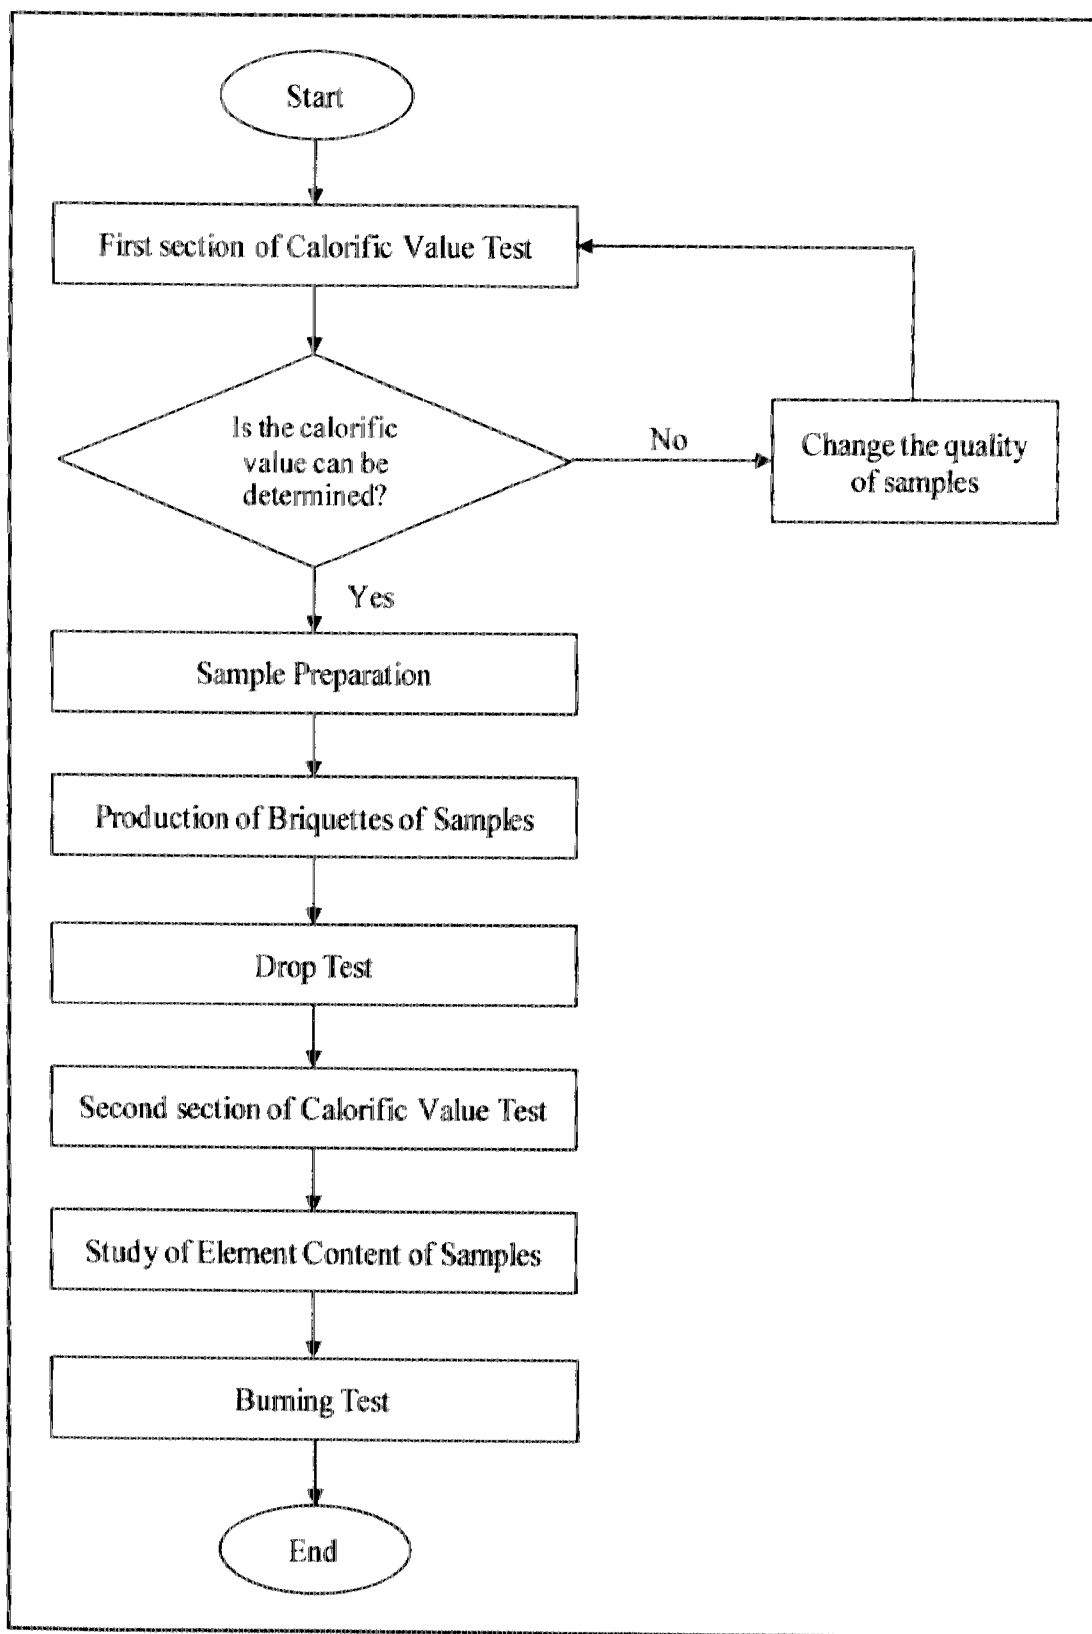 Start
First section of Calorific Value Test
Is the calorific
value can be
determined?
No
Change the quality
of samples
Yes
Sample Preparation
Production of Briquettes of Samples
Drop Test
Second section of Calorific Value Test
Study of Element Content of Samples
Burning Test
End